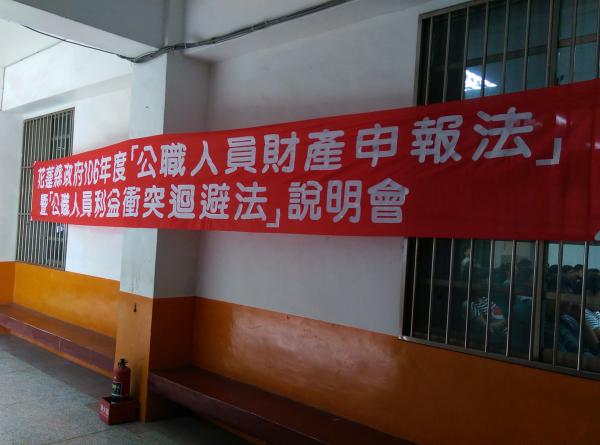 花蓮縣政府106年度「公職人員財產申報法」
暨「公職人員利益衝突迴避法」說明會